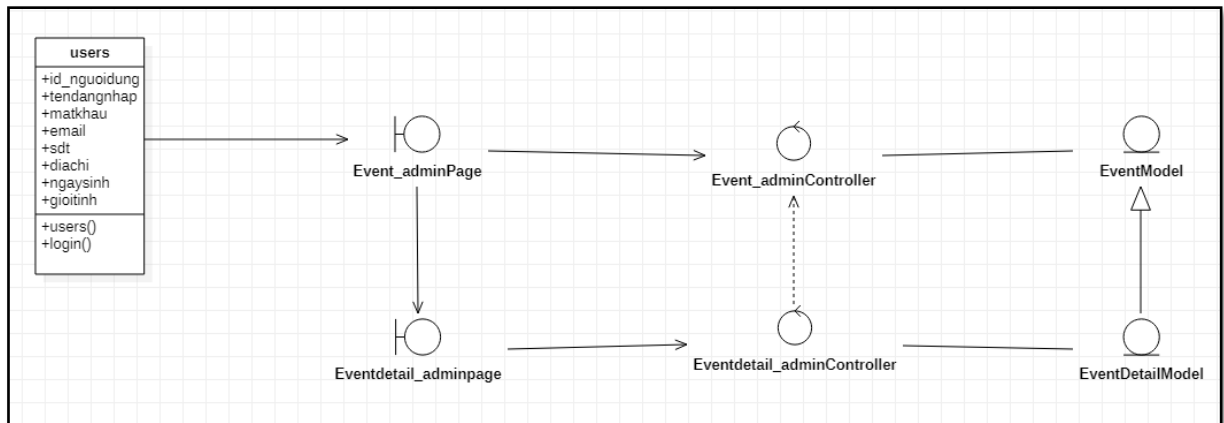 users
+id_nguoidung
+tendangnhap
+matkhau
+email
+sdt
+diachi
+ngaysinh
+gioitinh
+users()
+login()
Event_adminPage
Event_adminController
EventModel
Eventdetail_adminpage
Eventdetail_adminController
EventDetailModel